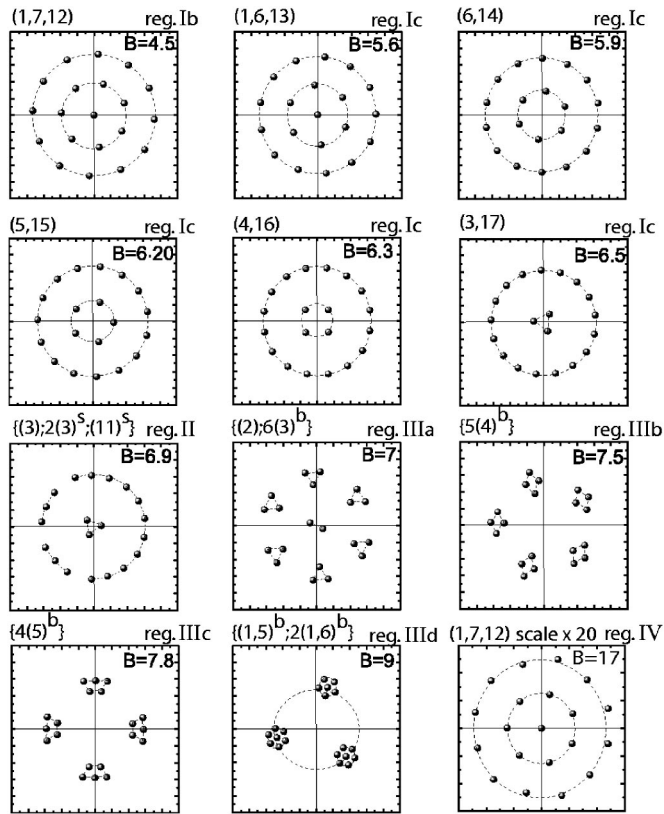 (1,7,12) reg. Ib
B=4.5
(1,6,13) reg. Ic
B=5.6
(6,14) reg. Ic
B=5.9
(5,15) reg. Ic
B=6.20
(4,16) reg. Ic
B=6.3
(3,17) reg. Ic
B=6.5
{(3);2(3)ˢ;(11)ˢ} reg. II
B=6.9
{(2);6(3)ᵇ} reg. IIIa
B=7
{5(4)ᵇ} reg. IIIb
B=7.5
{4(5)ᵇ} reg. IIIc
B=7.8
{(1,5)ᵇ;2(1,6)ᵇ} reg. IIId
B=9
(1,7,12) scale x 20 reg. IV
B=17